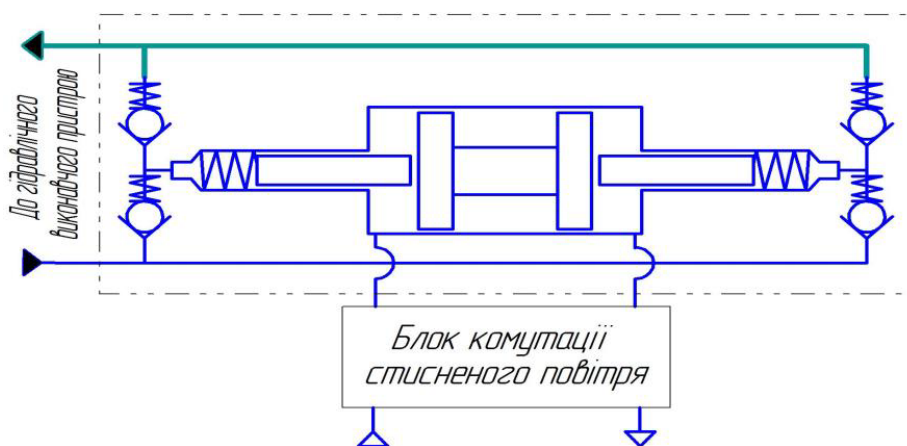 До гідравлічного
виконавчого пристрою
Блок комутації
стисненого повітря